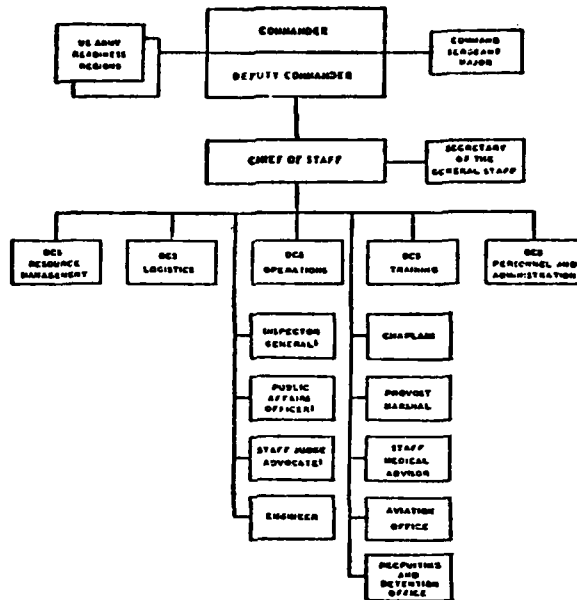 US ARMY
READINESS
REGIONS
COMMANDER
DEPUTY COMMANDER
COMMAND
SERGEANT
MAJOR
CHIEF OF STAFF
SECRETARY
OF THE
GENERAL STAFF
DCS
RESOURCE
MANAGEMENT
DCS
LOGISTICS
DCS
OPERATIONS
DCS
TRAINING
DCS
PERSONNEL AND
ADMINISTRATION
INSPECTOR
GENERAL
CHAPLAIN
PUBLIC
AFFAIRS
OFFICER
PROVOST
MARSHAL
STAFF JUDGE
ADVOCATE
STAFF
MEDICAL
ADVISOR
ENGINEER
AVIATION
OFFICE
RECRUITING
AND
RETENTION
OFFICE